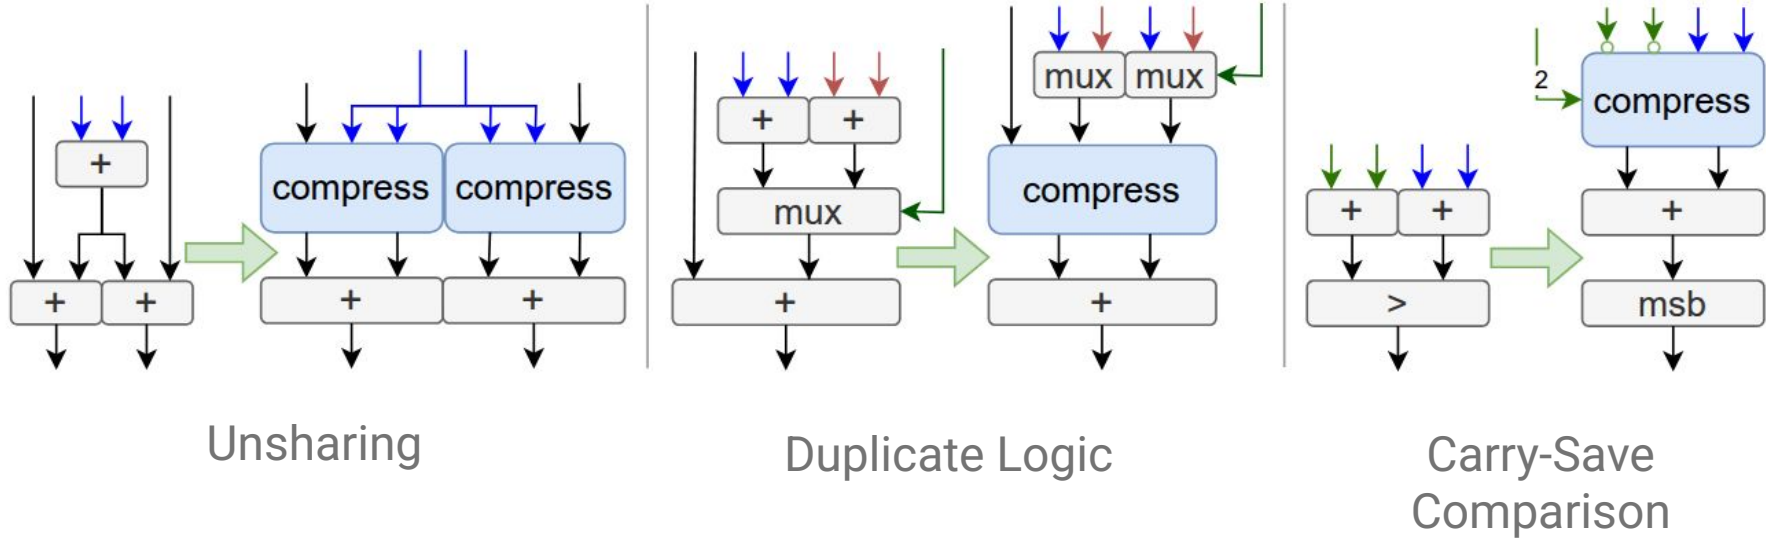 +
+ +
compress compress
+ +
Unsharing
+ +
mux
+
mux mux
compress
+
Duplicate Logic
+ +
>
2
compress
+
msb
Carry-Save
Comparison